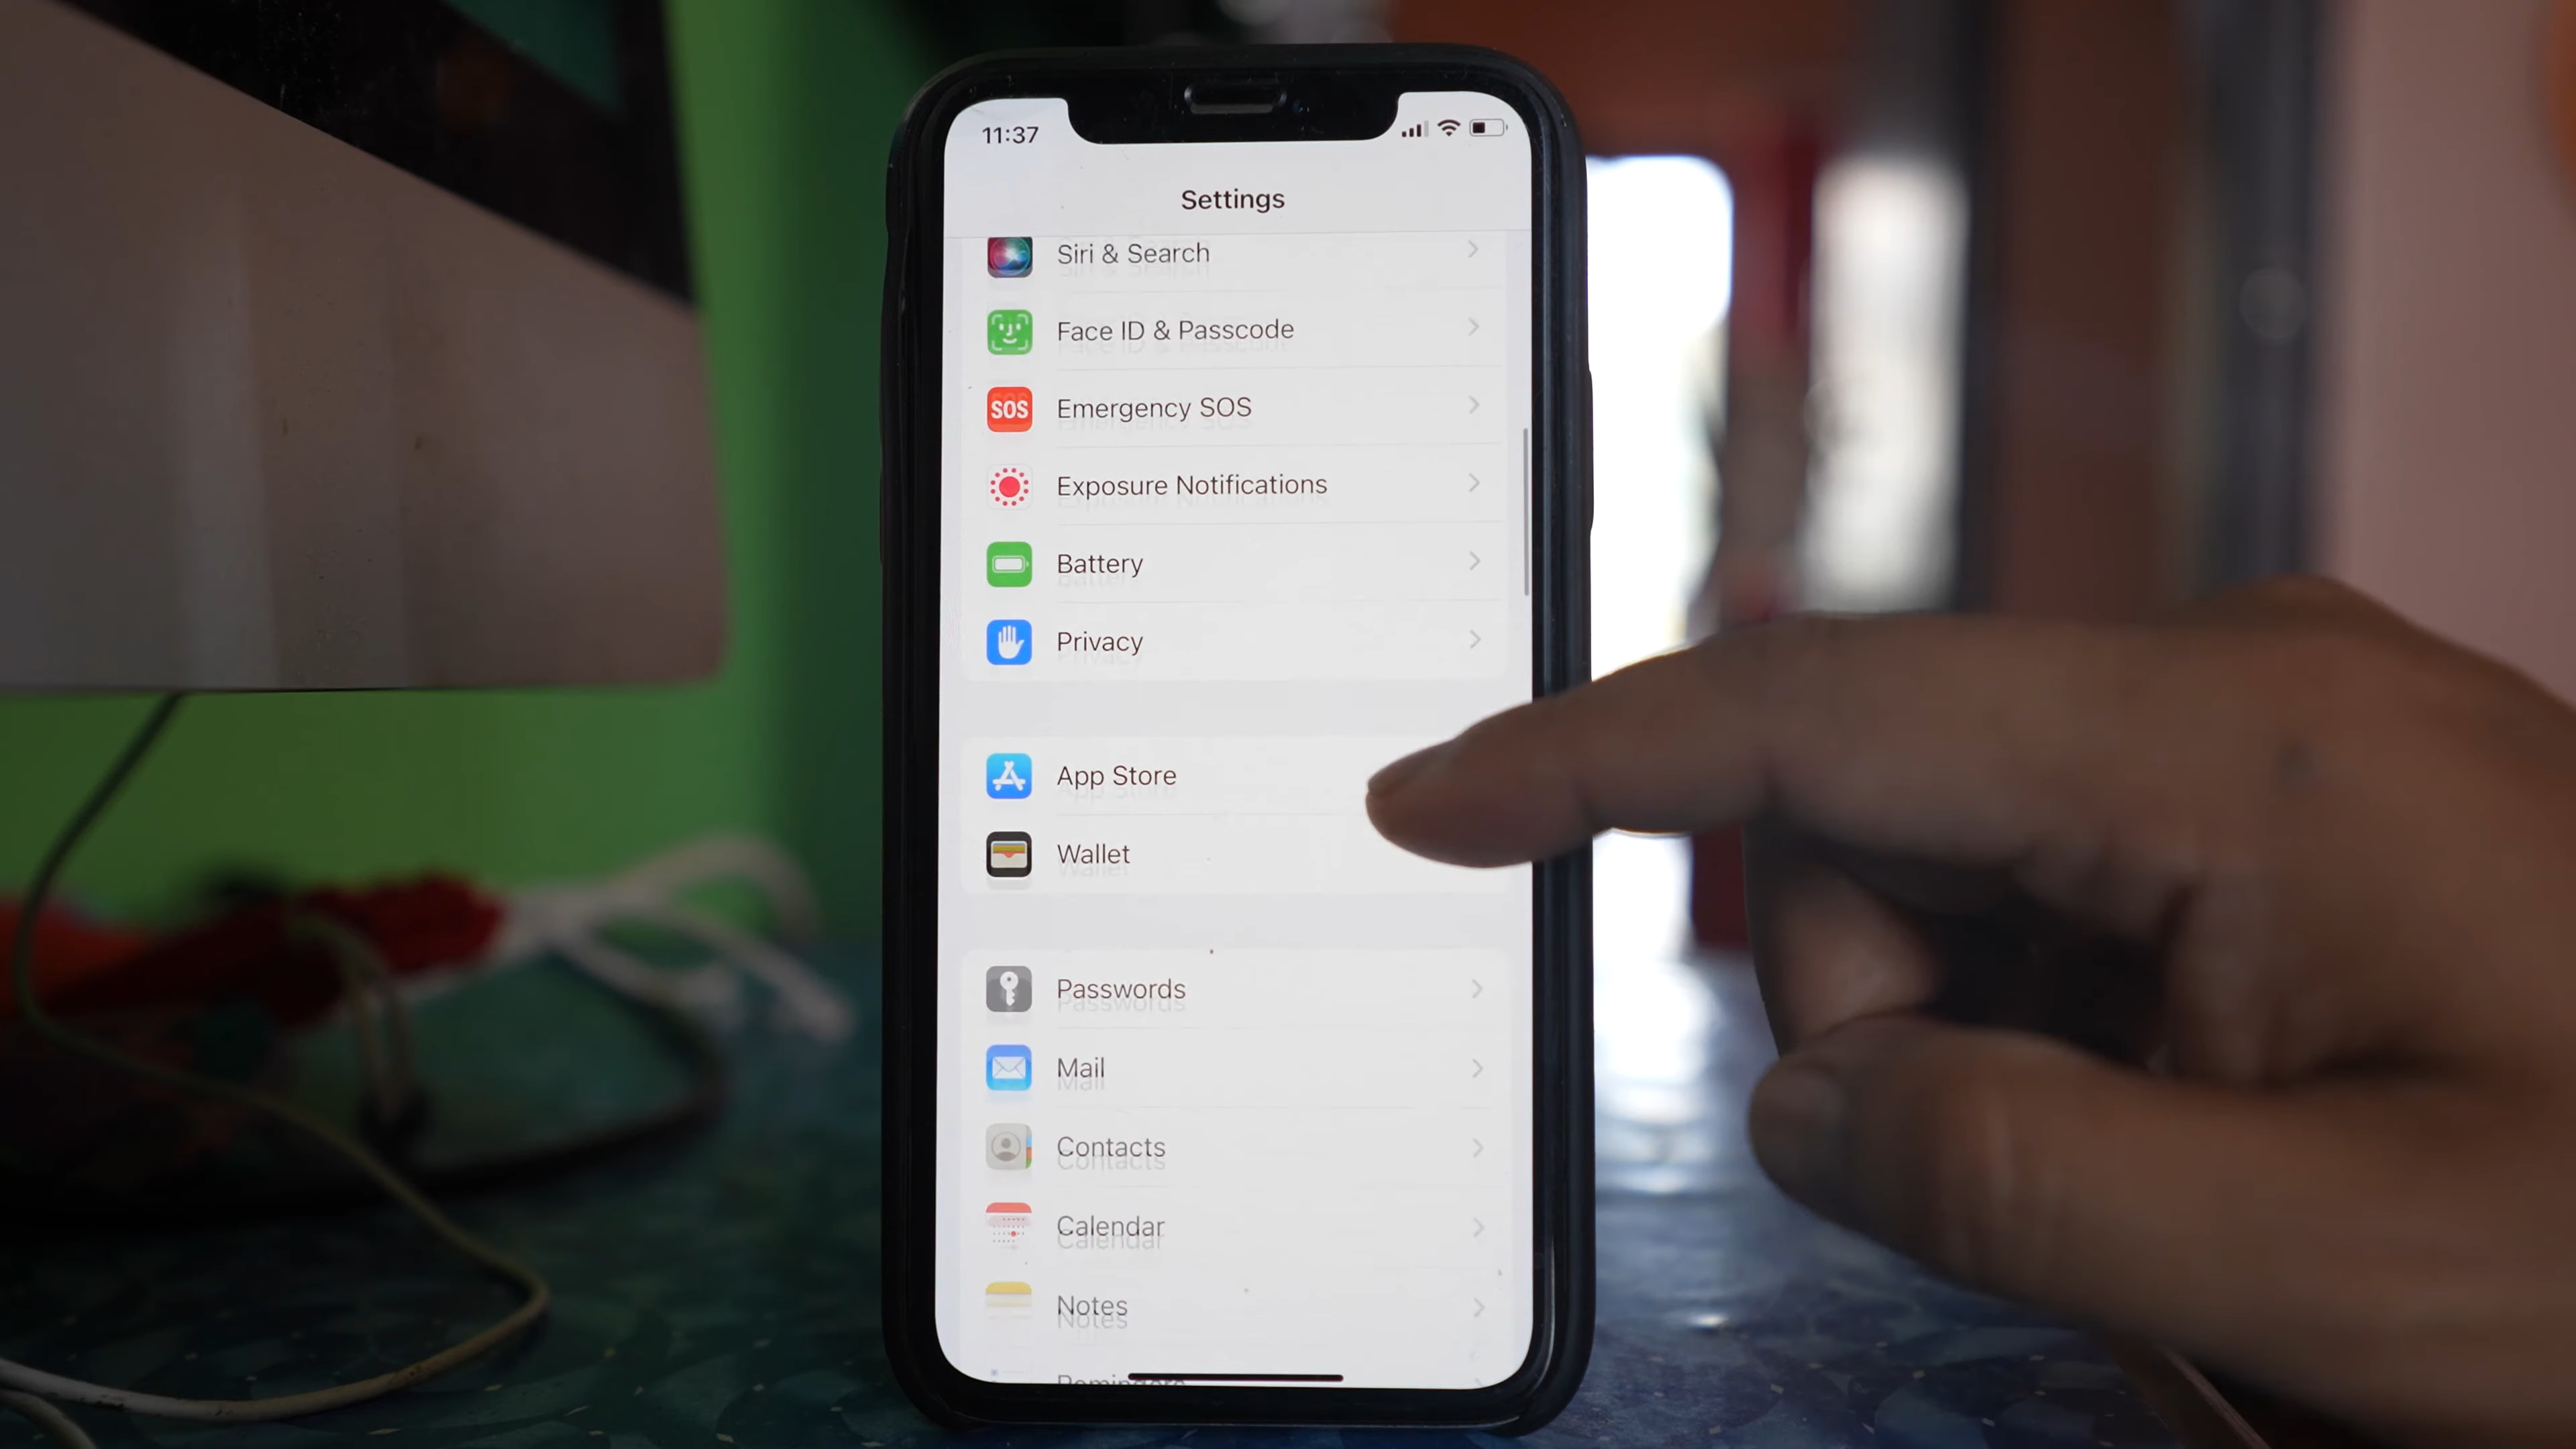 11:37
Settings
Siri & Search
Face ID & Passcode
SOS
Emergency SOS
Exposure Notifications
Battery
Privacy
App Store
Wallet
Passwords
Mail
Contacts
Calendar
Notes
Reminders